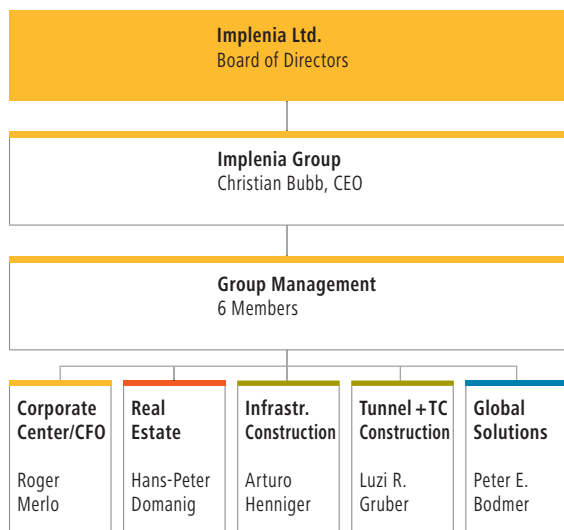 Implenia Ltd.
Board of Directors
Implenia Group
Christian Bubb, CEO
Group Management
6 Members
Corporate
Center/CFO
Roger
Merlo
Real
Estate
Hans-Peter
Domanig
Infrastr.
Construction
Arturo
Henniger
Tunnel + TC
Construction
Luzi R.
Gruber
Global
Solutions
Peter E.
Bodmer